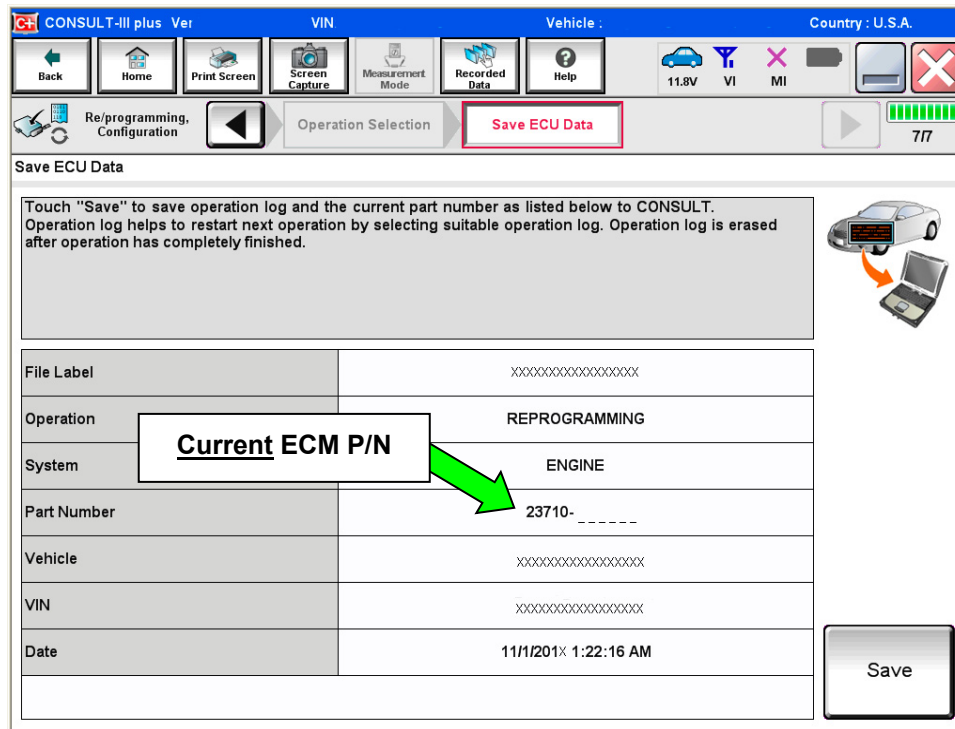 C+ CONSULT-III plus Ver VIN Vehicle : Country : U.S.A.
Back
Home
Print Screen
Screen Capture
Measurement Mode
Recorded Data
Help
11.8V
VI
MI
Re/programming,
Configuration
Operation Selection
Save ECU Data
7/7
Save ECU Data
Touch "Save" to save operation log and the current part number as listed below to CONSULT.
Operation log helps to restart next operation by selecting suitable operation log. Operation log is erased
after operation has completely finished.
File Label XXXXXXXXXXXXXXXXX
Operation REPROGRAMMING
Current ECM P/N
System ENGINE
Part Number 23710-_ _ _ _ _ _
Vehicle XXXXXXXXXXXXXXXXX
VIN XXXXXXXXXXXXXXXXX
Date 11/1/201X 1:22:16 AM
Save